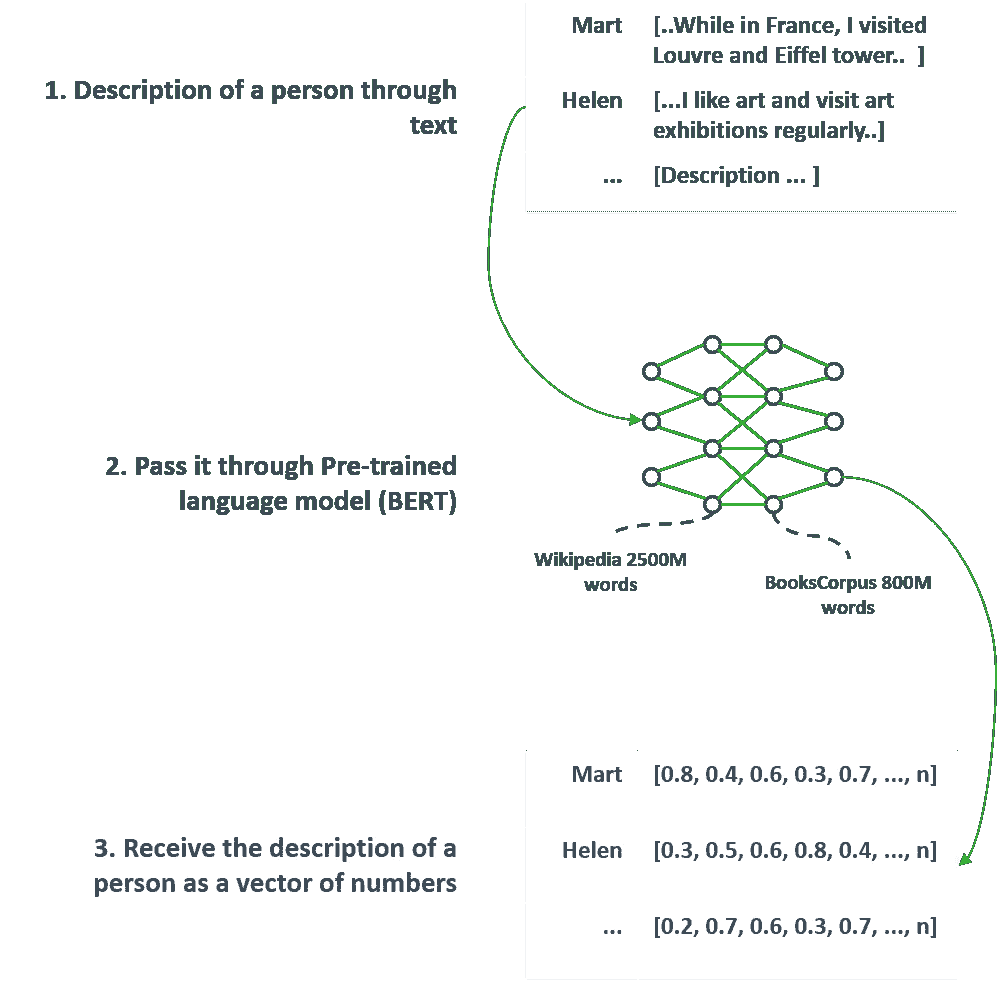 Mart [..While in France, I visited
Louvre and Eiffel tower.. ]
1. Description of a person through
text
Helen [...I like art and visit art
exhibitions regularly..]
... [Description ... ]
2. Pass it through Pre-trained
language model (BERT)
Wikipedia 2500M
words
BooksCorpus 800M
words
Mart [0.8, 0.4, 0.6, 0.3, 0.7, ..., n]
3. Receive the description of a
person as a vector of numbers
Helen [0.3, 0.5, 0.6, 0.8, 0.4, ..., n]
... [0.2, 0.7, 0.6, 0.3, 0.7, ..., n]